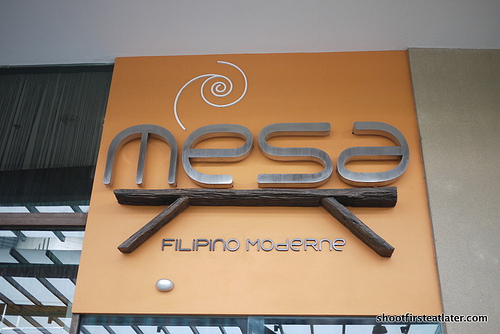 mesa
FILIPINO MODERNE
shootfirsteatlater.com